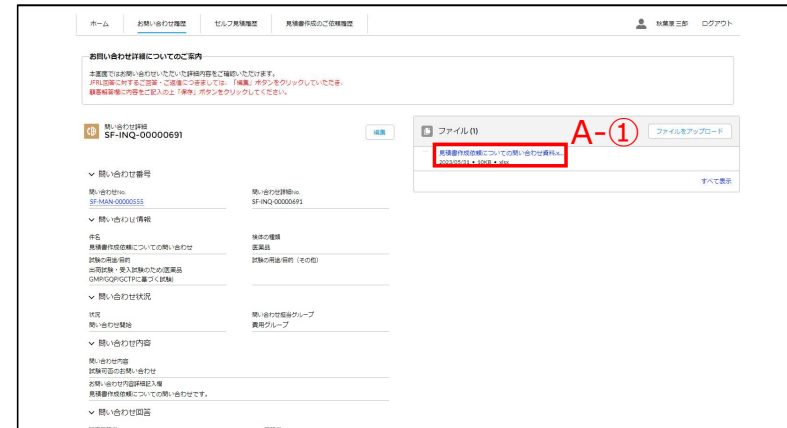 ホーム
お問い合わせ履歴
セルフ見積履歴
見積書作成のご依頼履歴
秋葉原三郎
ログアウト
お問い合わせ詳細についてのご案内
本画面ではお問い合わせいただいた詳細内容をご確認いただけます。
JFRL回答に対するご回答・ご返信につきましては、「編集」ボタンをクリックしていただき、
顧客解答欄に内容をご記入の上「保存」ボタンをクリックしてください。
問い合わせ詳細
SF-INQ-00000691
編集
ファイル (1)
A-①
ファイルをアップロード
見積書作成依頼についての問い合わせ資料.x...
2023/05/31 • 10KB • xlsx
すべて表示
問い合わせ番号
問い合わせNo.
問い合わせ詳細No.
SF-MAN-00000555
SF-INQ-00000691
問い合わせ情報
件名
検体の種類
見積書作成依頼についての問い合わせ
医薬品
試験の用途/目的
試験の用途/目的（その他）
出荷試験・受入試験のため(医薬品
GMP/GQP/GCTPに基づく試験)
問い合わせ状況
状況
問い合わせ担当グループ
問い合わせ開始
費用グループ
問い合わせ内容
問い合わせ内容
試験可否のお問い合わせ
お問い合わせ内容詳細記入欄
見積書作成依頼についての問い合わせです。
問い合わせ回答